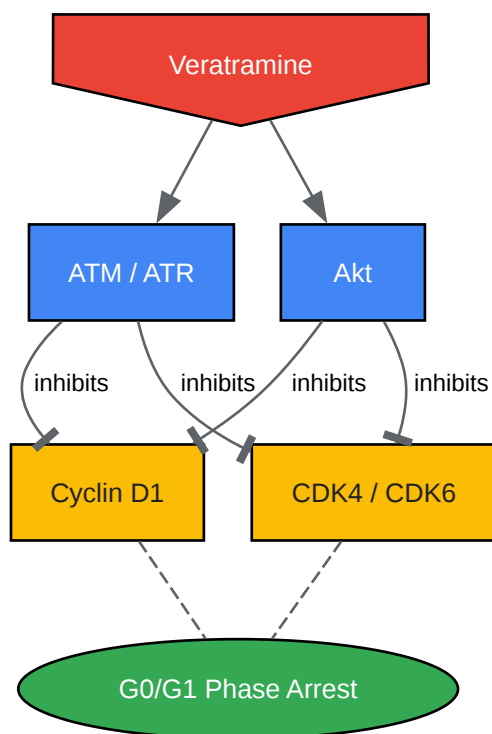 Veratramine
ATM / ATR
Akt
inhibits
inhibits
inhibits
inhibits
Cyclin D1
CDK4 / CDK6
G0/G1 Phase Arrest